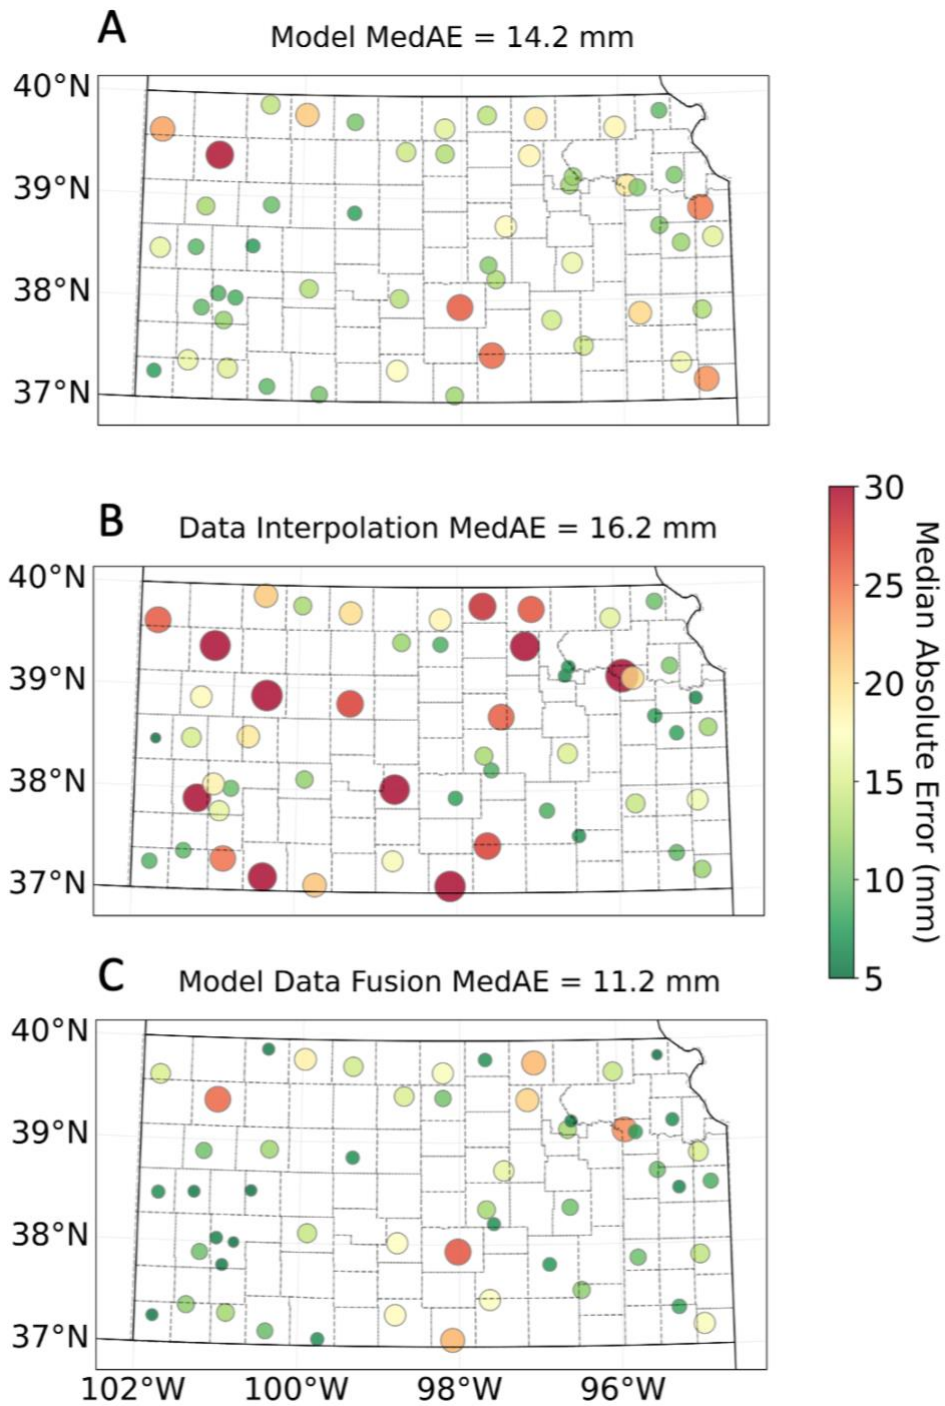 A
Model MedAE = 14.2 mm
40°N
39°N
38°N
37°N
B
Data Interpolation MedAE = 16.2 mm
40°N
39°N
38°N
37°N
30
25
20
15
10
5
Median Absolute Error (mm)
C
Model Data Fusion MedAE = 11.2 mm
40°N
39°N
38°N
37°N
102°W 100°W 98°W 96°W